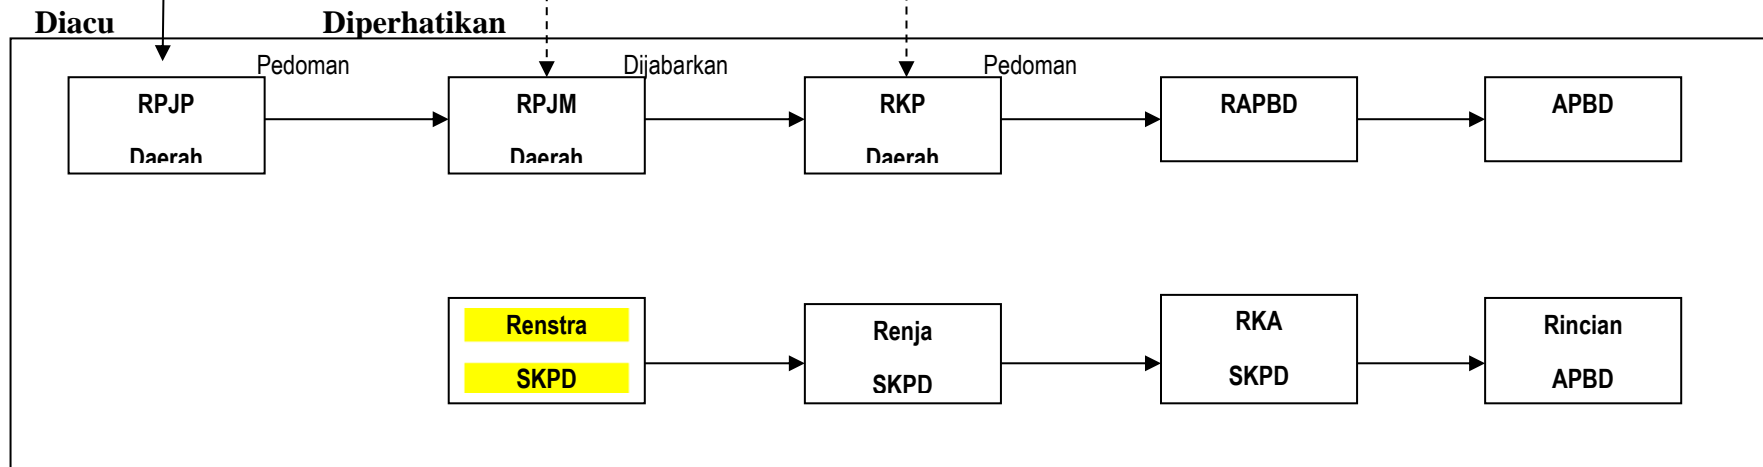 Diacu Diperhatikan
Pedoman Dijabarkan Pedoman
RPJP RPJM RKP RAPBD APBD
Daerah Daerah Daerah
Renstra Renja RKA Rincian
SKPD SKPD SKPD APBD